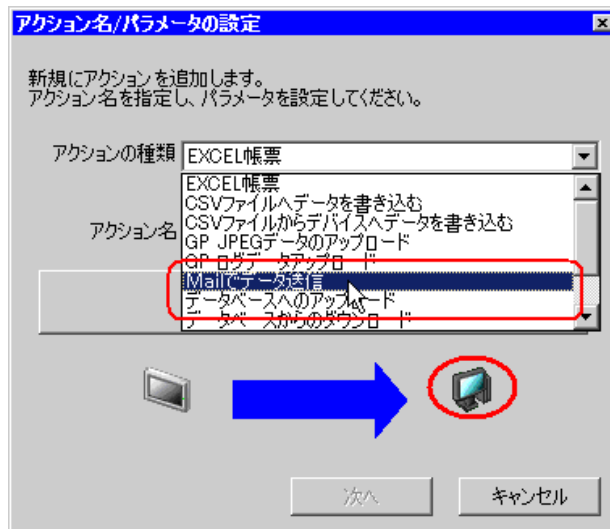 アクション名/パラメータの設定
新規にアクションを追加します。
アクション名を指定し、パラメータを設定してください。
アクションの種類 EXCEL帳票
EXCEL帳票
CSVファイルへデータを書き込む
CSVファイルからデバイスへデータを書き込む
アクション名
GP JPEGデータのアップロード
GP ログデータアップロード
Mailでデータ送信
データベースへのアップロード
データベースからのダウンロード
次へ
キャンセル